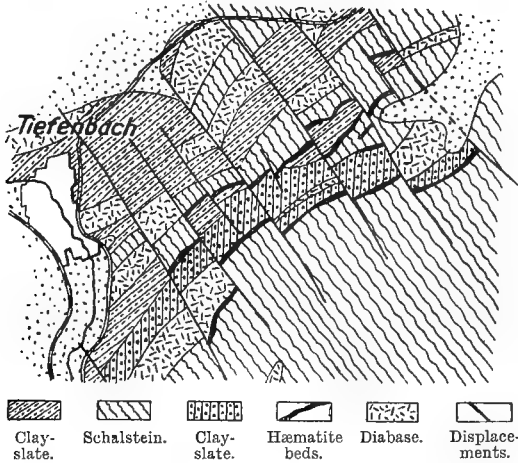 Tiefenbach
Clay-
slate.
Schalstein.
Clay-
slate.
Hæmatite
beds.
Diabase.
Displace-
ments.